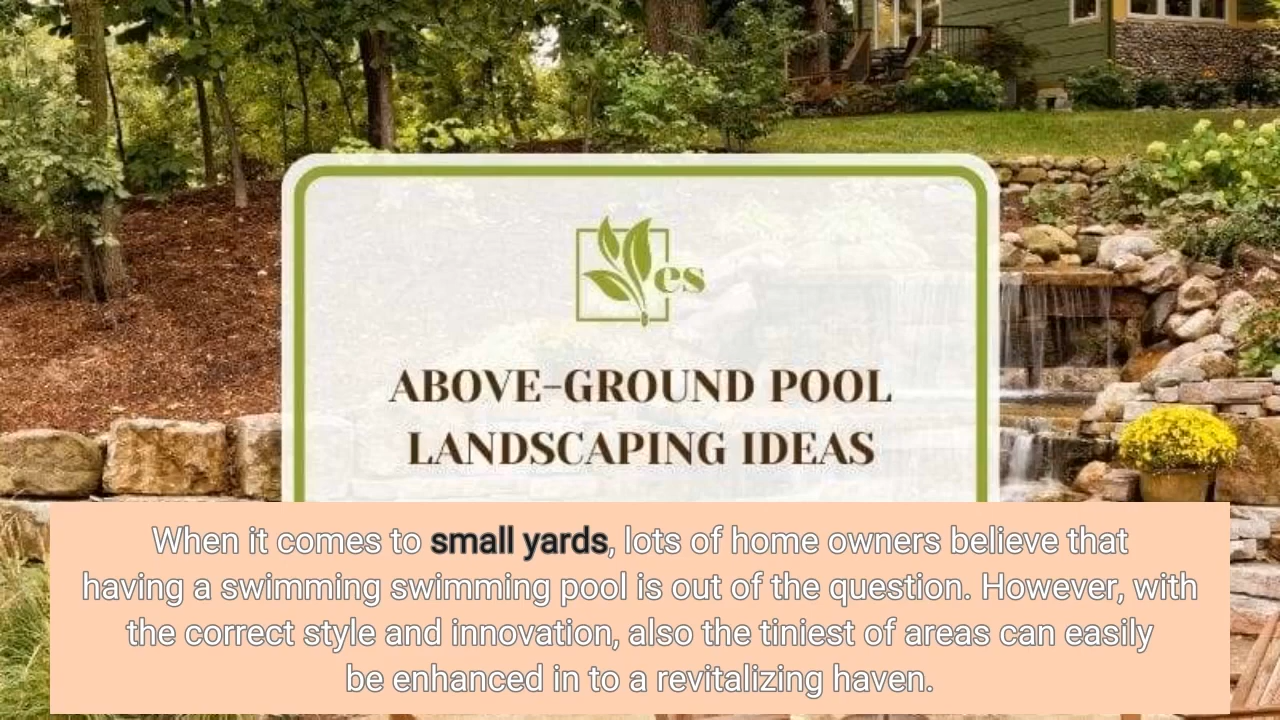 es
ABOVE-GROUND POOL
LANDSCAPING IDEAS
When it comes to small yards, lots of home owners believe that
having a swimming swimming pool is out of the question. However, with
the correct style and innovation, also the tiniest of areas can easily
be enhanced in to a revitalizing haven.